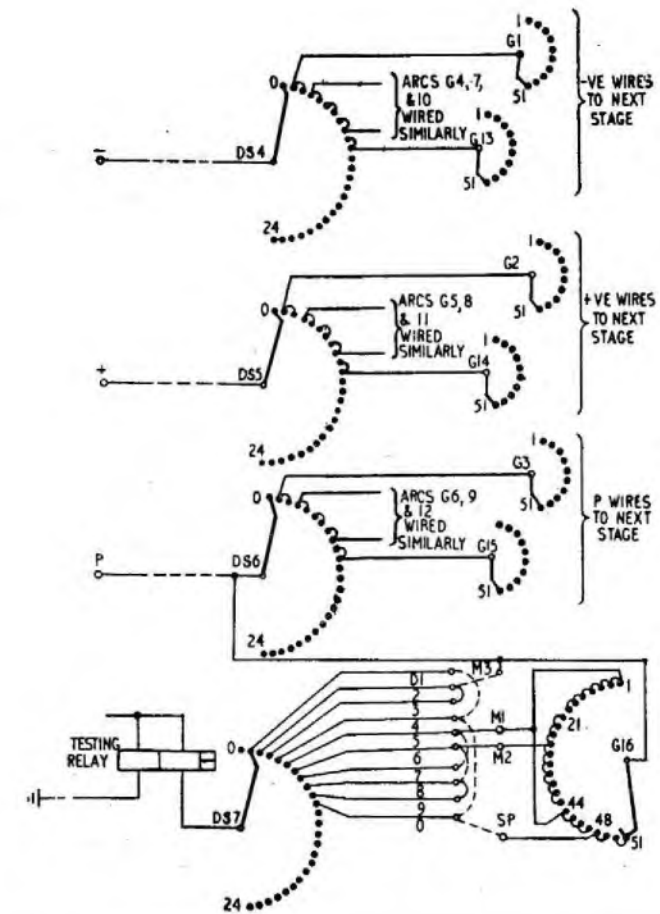 1
G1
0
ARCS G4, 7,
& 10
WIRED
SIMILARLY
51
-VE WIRES
TO NEXT
STAGE
1
G13
51
–
DS4
24
1
G2
0
ARCS G5, 8
& 11
WIRED
SIMILARLY
51
+VE WIRES
TO NEXT
STAGE
1
G14
51
+
DS5
24
1
G3
0
ARCS G6, 9
& 12
WIRED
SIMILARLY
51
P WIRES
TO NEXT
STAGE
G15
51
P
DS6
24
M3
D1
2
3
4
5
6
7
8
9
0
M1
M2
SP
1
21
G16
44
48
51
TESTING
RELAY
0
DS7
24